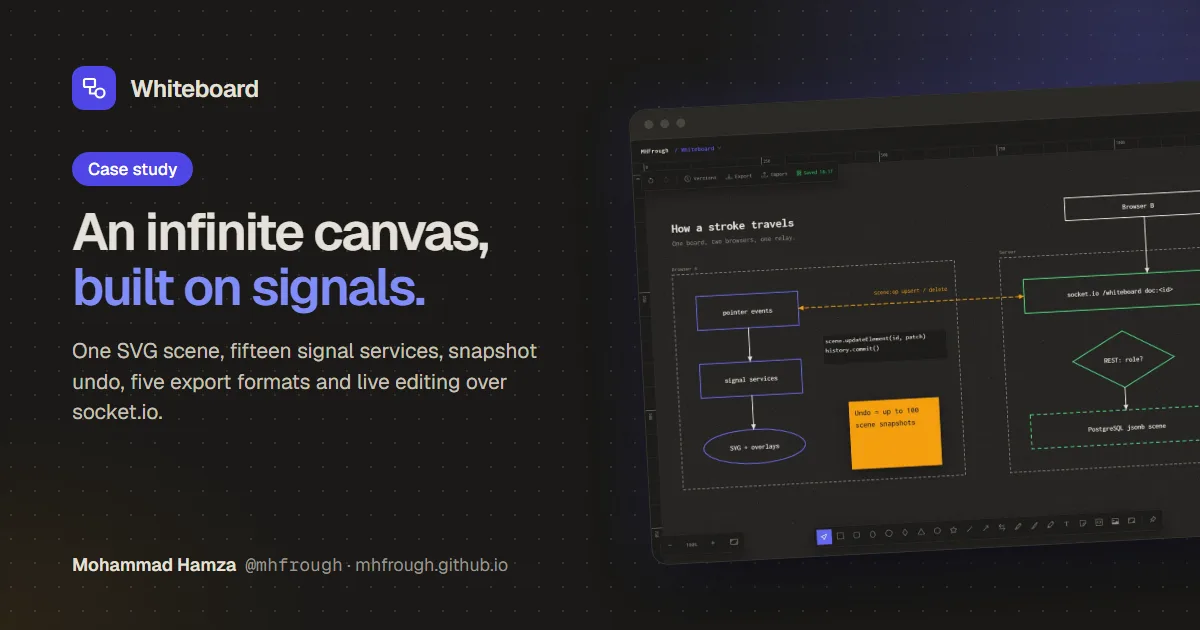 Whiteboard
Case study
An infinite canvas,
built on signals.
One SVG scene, fifteen signal services, snapshot
undo, five export formats and live editing over
socket.io.
Mohammad Hamza @mhfrough · mhfrough.github.io
MHFrough / Whiteboard
Versions Export Import
How a stroke travels
One board, two browsers, one relay.
Browser B
pointer events
scene:op upsert / delete
socket.io /whiteboard doc:<id>
scene.updateElement(id, patch)
history.commit()
REST: role?
signal services
Undo = up to 100
scene snapshots
PostgreSQL jsonb scene
SVG + overlays